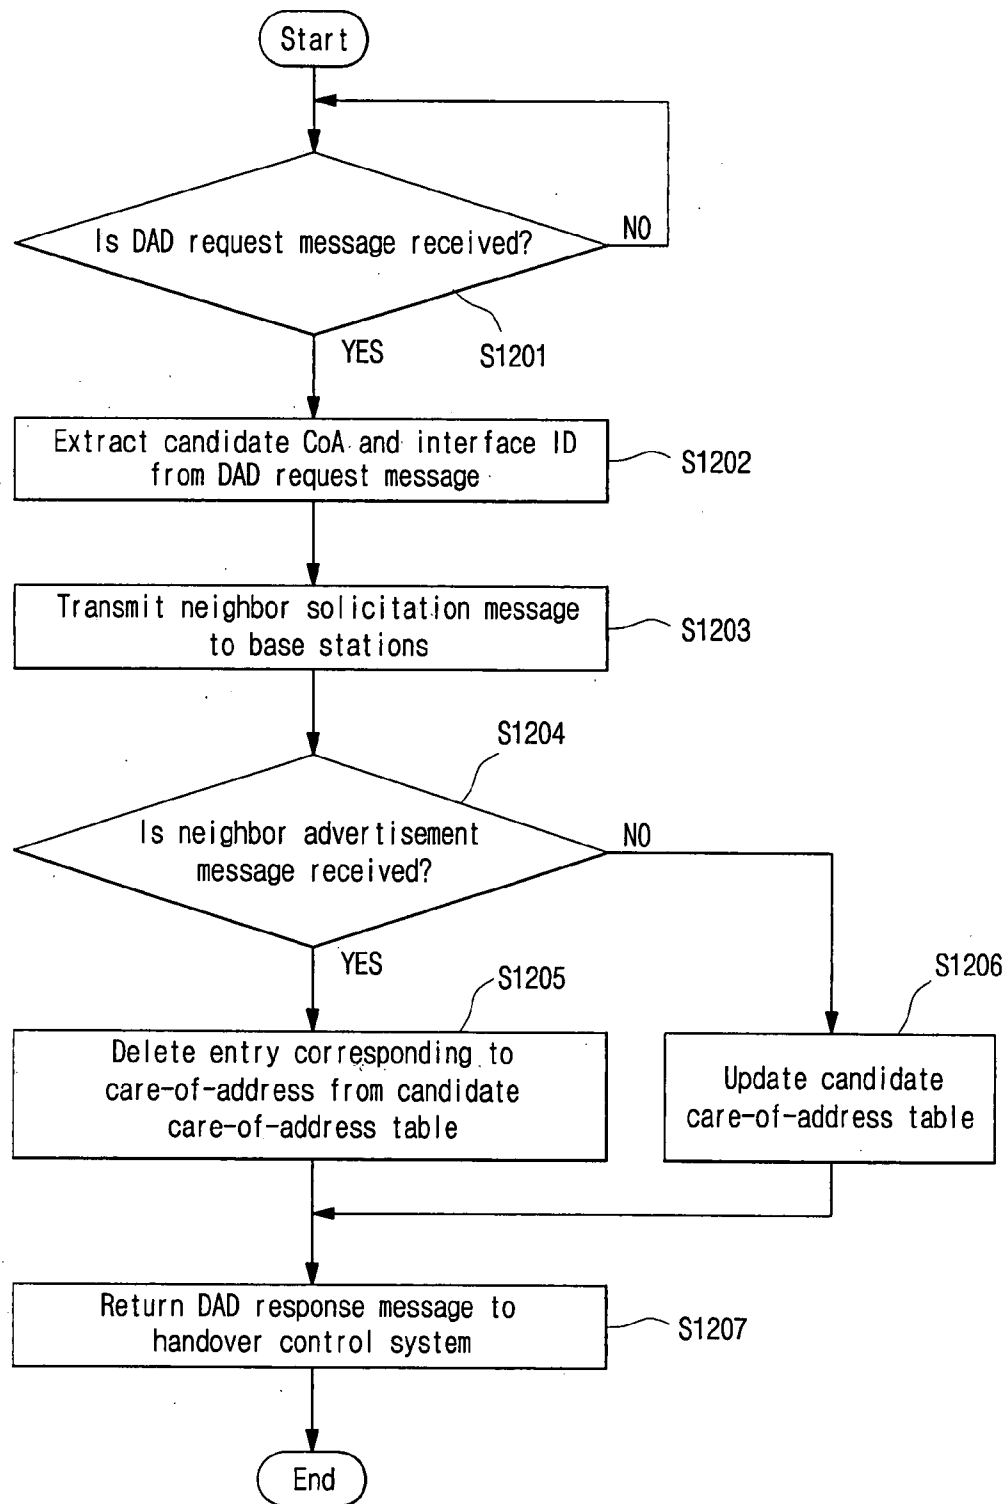 Start
Is DAD request message received?
NO
YES
S1201
Extract candidate CoA and interface ID
from DAD request message
S1202
Transmit neighbor solicitation message
to base stations
S1203
S1204
Is neighbor advertisement
message received?
NO
YES
S1205
S1206
Delete entry corresponding to
care-of-address from candidate
care-of-address table
Update candidate
care-of-address table
Return DAD response message to
handover control system
S1207
End